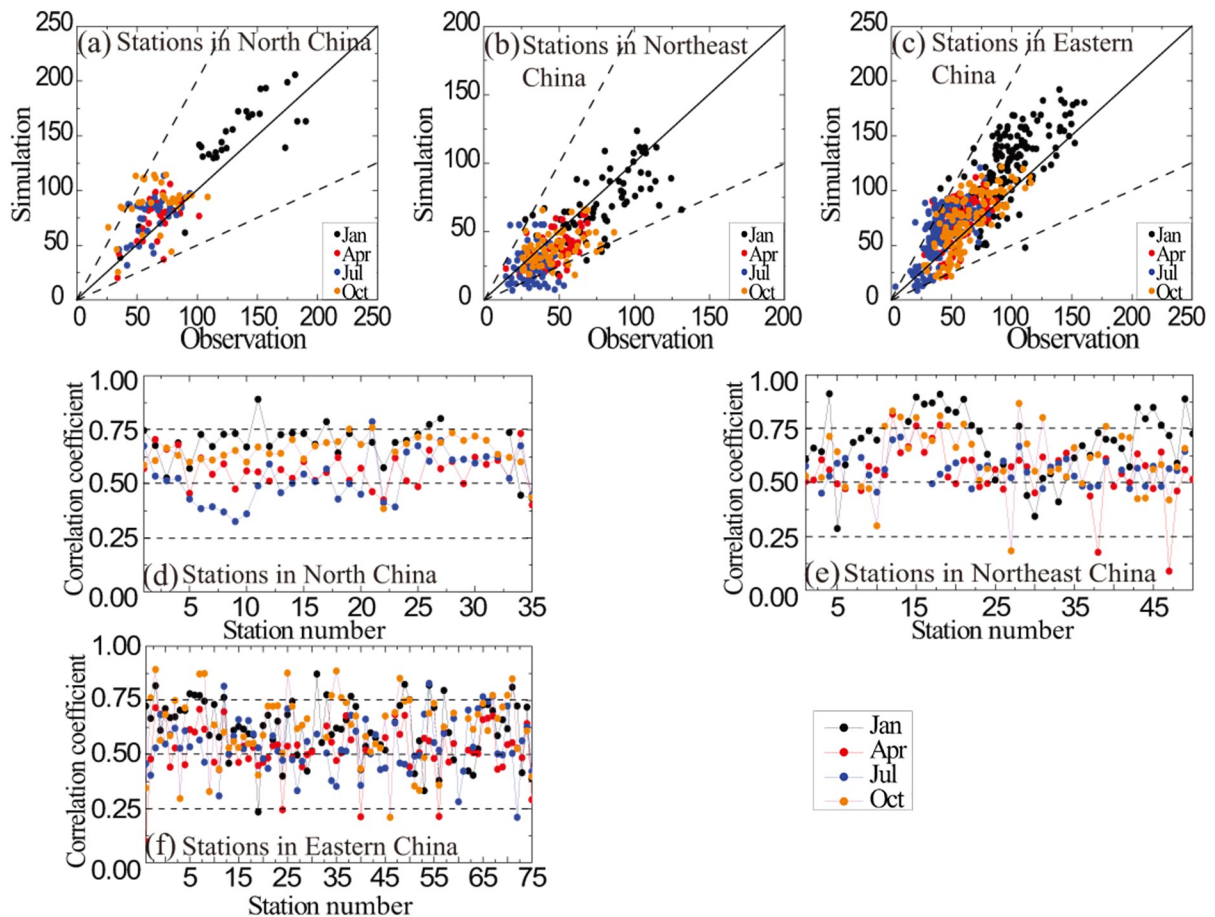 (a) Stations in North China
Simulation
250
200
150
100
50
0
0 50 100 150 200 250
Observation
Jan
Apr
Jul
Oct
(b) Stations in Northeast
China
Simulation
200
150
100
50
0
0 50 100 150 200
Observation
Jan
Apr
Jul
Oct
(c) Stations in Eastern
China
Simulation
250
200
150
100
50
0
0 50 100 150 200 250
Observation
Jan
Apr
Jul
Oct
Correlation coefficient
1.00
0.75
0.50
0.25
0.00
(d) Stations in North China
5 10 15 20 25 30 35
Station number
Correlation coefficient
1.00
0.75
0.50
0.25
0.00
(e) Stations in Northeast China
5 15 25 35 45
Station number
Correlation coefficient
1.00
0.75
0.50
0.25
0.00
(f) Stations in Eastern China
5 15 25 35 45 55 65 75
Station number
Jan
Apr
Jul
Oct